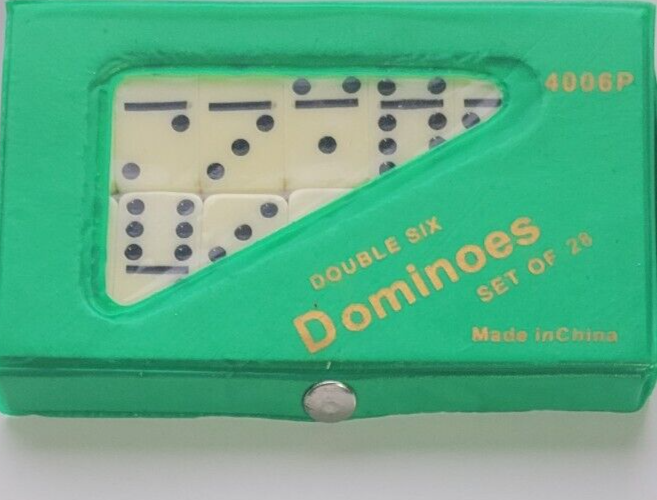 4006P
DOUBLE SIX
Dominoes
SET OF 28
Made inChina